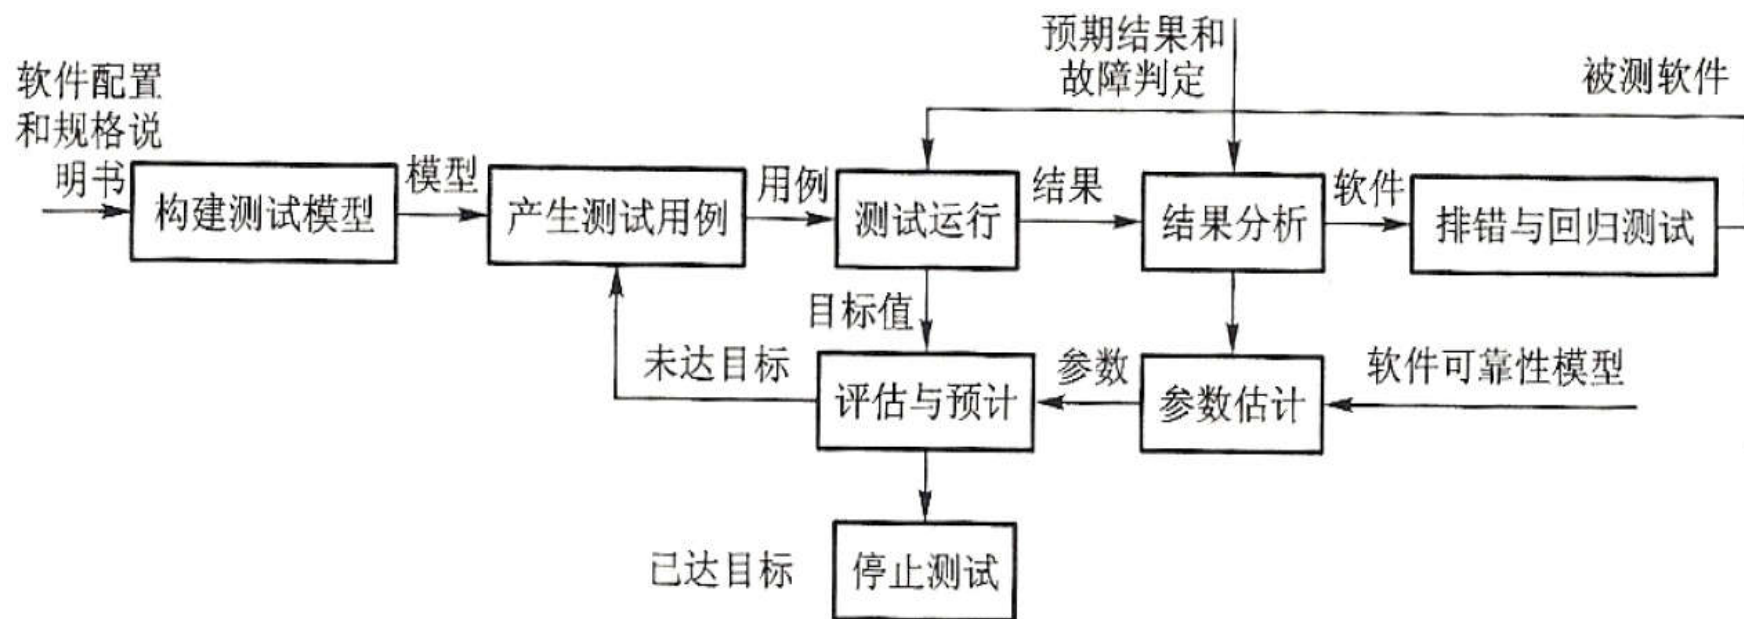 预期结果和
故障判定
被测软件
软件配置
和规格说
明书
构建测试模型
模型
产生测试用例
用例
测试运行
结果
结果分析
软件
排错与回归测试
目标值
未达目标
评估与预计
参数
参数估计
软件可靠性模型
已达目标
停止测试